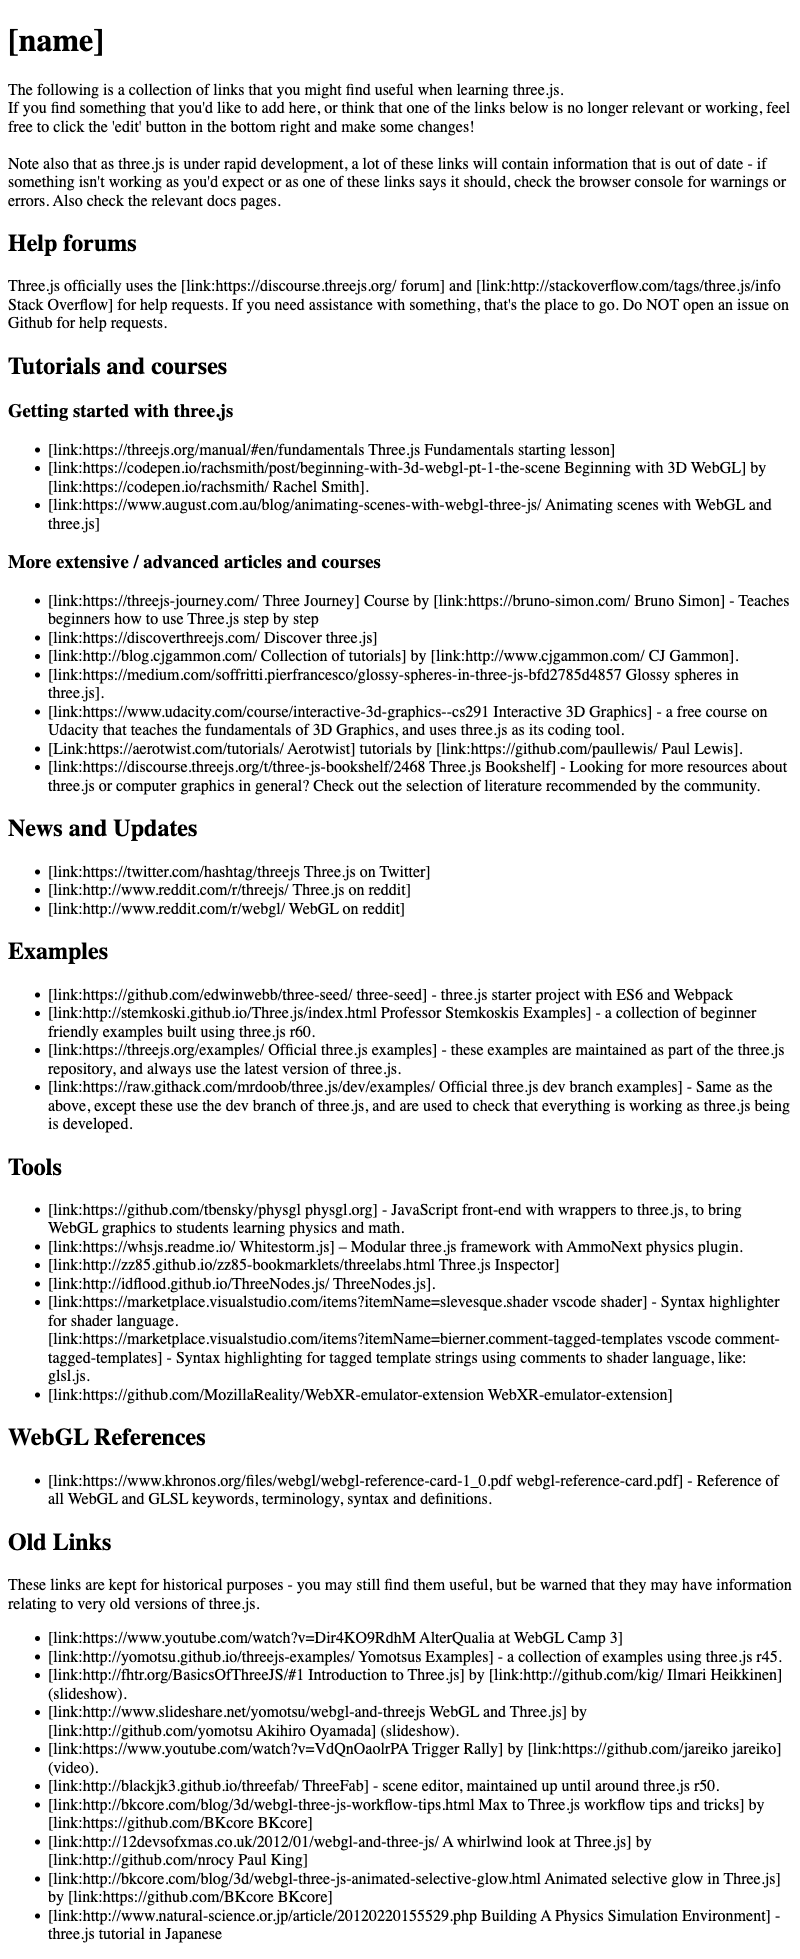 [name]
The following is a collection of links that you might find useful when learning three.js.
If you find something that you'd like to add here, or think that one of the links below is no longer relevant or working, feel
free to click the 'edit' button in the bottom right and make some changes!
Note also that as three.js is under rapid development, a lot of these links will contain information that is out of date - if
something isn't working as you'd expect or as one of these links says it should, check the browser console for warnings or
errors. Also check the relevant docs pages.
Help forums
Three.js officially uses the [link:https://discourse.threejs.org/ forum] and [link:http://stackoverflow.com/tags/three.js/info
Stack Overflow] for help requests. If you need assistance with something, that's the place to go. Do NOT open an issue on
Github for help requests.
Tutorials and courses
Getting started with three.js
• [link:https://threejs.org/manual/#en/fundamentals Three.js Fundamentals starting lesson]
• [link:https://codepen.io/rachsmith/post/beginning-with-3d-webgl-pt-1-the-scene Beginning with 3D WebGL] by
[link:https://codepen.io/rachsmith/ Rachel Smith].
• [link:https://www.august.com.au/blog/animating-scenes-with-webgl-three-js/ Animating scenes with WebGL and
three.js]
More extensive / advanced articles and courses
• [link:https://threejs-journey.com/ Three Journey] Course by [link:https://bruno-simon.com/ Bruno Simon] - Teaches
beginners how to use Three.js step by step
• [link:https://discoverthreejs.com/ Discover three.js]
• [link:http://blog.cjgammon.com/ Collection of tutorials] by [link:http://www.cjgammon.com/ CJ Gammon].
• [link:https://medium.com/soffritti.pierfrancesco/glossy-spheres-in-three-js-bfd2785d4857 Glossy spheres in
three.js].
• [link:https://www.udacity.com/course/interactive-3d-graphics--cs291 Interactive 3D Graphics] - a free course on
Udacity that teaches the fundamentals of 3D Graphics, and uses three.js as its coding tool.
• [Link:https://aerotwist.com/tutorials/ Aerotwist] tutorials by [link:https://github.com/paullewis/ Paul Lewis].
• [link:https://discourse.threejs.org/t/three-js-bookshelf/2468 Three.js Bookshelf] - Looking for more resources about
three.js or computer graphics in general? Check out the selection of literature recommended by the community.
News and Updates
• [link:https://twitter.com/hashtag/threejs Three.js on Twitter]
• [link:http://www.reddit.com/r/threejs/ Three.js on reddit]
• [link:http://www.reddit.com/r/webgl/ WebGL on reddit]
Examples
• [link:https://github.com/edwinwebb/three-seed/ three-seed] - three.js starter project with ES6 and Webpack
• [link:http://stemkoski.github.io/Three.js/index.html Professor Stemkoskis Examples] - a collection of beginner
friendly examples built using three.js r60.
• [link:https://threejs.org/examples/ Official three.js examples] - these examples are maintained as part of the three.js
repository, and always use the latest version of three.js.
• [link:https://raw.githack.com/mrdoob/three.js/dev/examples/ Official three.js dev branch examples] - Same as the
above, except these use the dev branch of three.js, and are used to check that everything is working as three.js being
is developed.
Tools
• [link:https://github.com/tbensky/physgl physgl.org] - JavaScript front-end with wrappers to three.js, to bring
WebGL graphics to students learning physics and math.
• [link:https://whsjs.readme.io/ Whitestorm.js] – Modular three.js framework with AmmoNext physics plugin.
• [link:http://zz85.github.io/zz85-bookmarklets/threelabs.html Three.js Inspector]
• [link:http://idflood.github.io/ThreeNodes.js/ ThreeNodes.js].
• [link:https://marketplace.visualstudio.com/items?itemName=slevesque.shader vscode shader] - Syntax highlighter
for shader language.
[link:https://marketplace.visualstudio.com/items?itemName=bierner.comment-tagged-templates vscode comment-
tagged-templates] - Syntax highlighting for tagged template strings using comments to shader language, like:
glsl.js.
• [link:https://github.com/MozillaReality/WebXR-emulator-extension WebXR-emulator-extension]
WebGL References
• [link:https://www.khronos.org/files/webgl/webgl-reference-card-1_0.pdf webgl-reference-card.pdf] - Reference of
all WebGL and GLSL keywords, terminology, syntax and definitions.
Old Links
These links are kept for historical purposes - you may still find them useful, but be warned that they may have information
relating to very old versions of three.js.
• [link:https://www.youtube.com/watch?v=Dir4KO9RdhM AlterQualia at WebGL Camp 3]
• [link:http://yomotsu.github.io/threejs-examples/ Yomotsus Examples] - a collection of examples using three.js r45.
• [link:http://fhtr.org/BasicsOfThreeJS/#1 Introduction to Three.js] by [link:http://github.com/kig/ Ilmari Heikkinen]
(slideshow).
• [link:http://www.slideshare.net/yomotsu/webgl-and-threejs WebGL and Three.js] by
[link:http://github.com/yomotsu Akihiro Oyamada] (slideshow).
• [link:https://www.youtube.com/watch?v=VdQnOaolrPA Trigger Rally] by [link:https://github.com/jareiko jareiko]
(video).
• [link:http://blackjk3.github.io/threefab/ ThreeFab] - scene editor, maintained up until around three.js r50.
• [link:http://bkcore.com/blog/3d/webgl-three-js-workflow-tips.html Max to Three.js workflow tips and tricks] by
[link:https://github.com/BKcore BKcore]
• [link:http://12devsofxmas.co.uk/2012/01/webgl-and-three-js/ A whirlwind look at Three.js] by
[link:http://github.com/nrocy Paul King]
• [link:http://bkcore.com/blog/3d/webgl-three-js-animated-selective-glow.html Animated selective glow in Three.js]
by [link:https://github.com/BKcore BKcore]
• [link:http://www.natural-science.or.jp/article/20120220155529.php Building A Physics Simulation Environment] -
three.js tutorial in Japanese